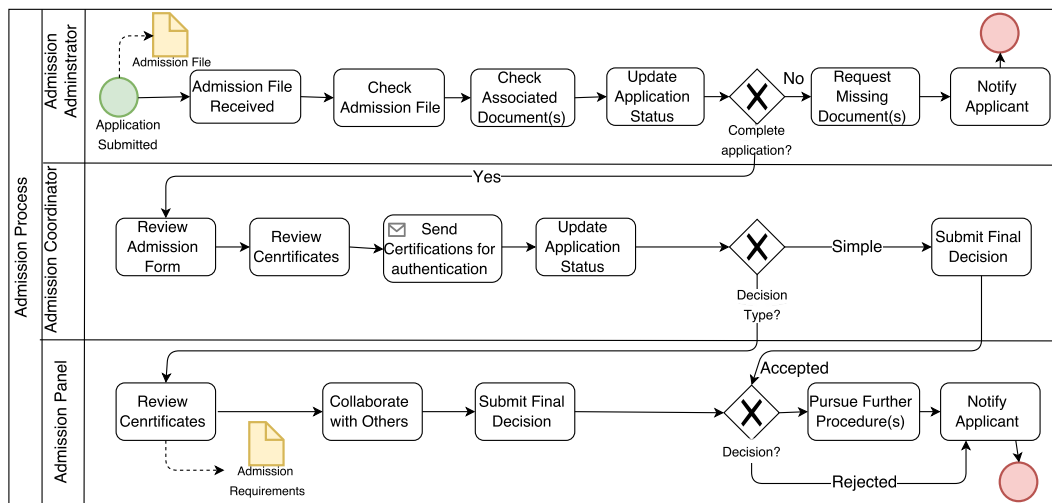 Admission Process
Admission
Adminstrator
Admission File
Application
Submitted
Admission File
Received
Check
Admission File
Check
Associated
Document(s)
Update
Application
Status
Complete
application?
No
Request
Missing
Document(s)
Notify
Applicant
Yes
Admission Coordinator
Review
Admission
Form
Review
Cenrtificates
Send
Certifications for
authentication
Update
Application
Status
Decision
Type?
Simple
Submit Final
Decision
Admission Panel
Review
Cenrtificates
Admission
Requirements
Collaborate
with Others
Submit Final
Decision
Accepted
Decision?
Pursue Further
Procedure(s)
Notify
Applicant
Rejected